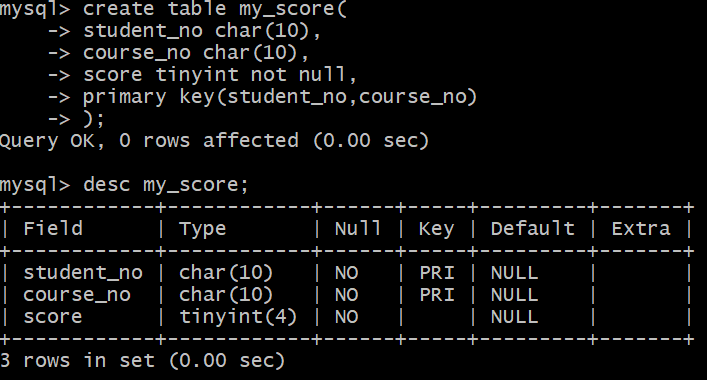 mysql> create table my_score(
    -> student_no char(10),
    -> course_no char(10),
    -> score tinyint not null,
    -> primary key(student_no,course_no)
    -> );
Query OK, 0 rows affected (0.00 sec)

mysql> desc my_score;
+------------+------------+------+-----+---------+-------+
| Field      | Type       | Null | Key | Default | Extra |
+------------+------------+------+-----+---------+-------+
| student_no | char(10)   | NO   | PRI | NULL    |       |
| course_no  | char(10)   | NO   | PRI | NULL    |       |
| score      | tinyint(4) | NO   |     | NULL    |       |
+------------+------------+------+-----+---------+-------+
3 rows in set (0.00 sec)